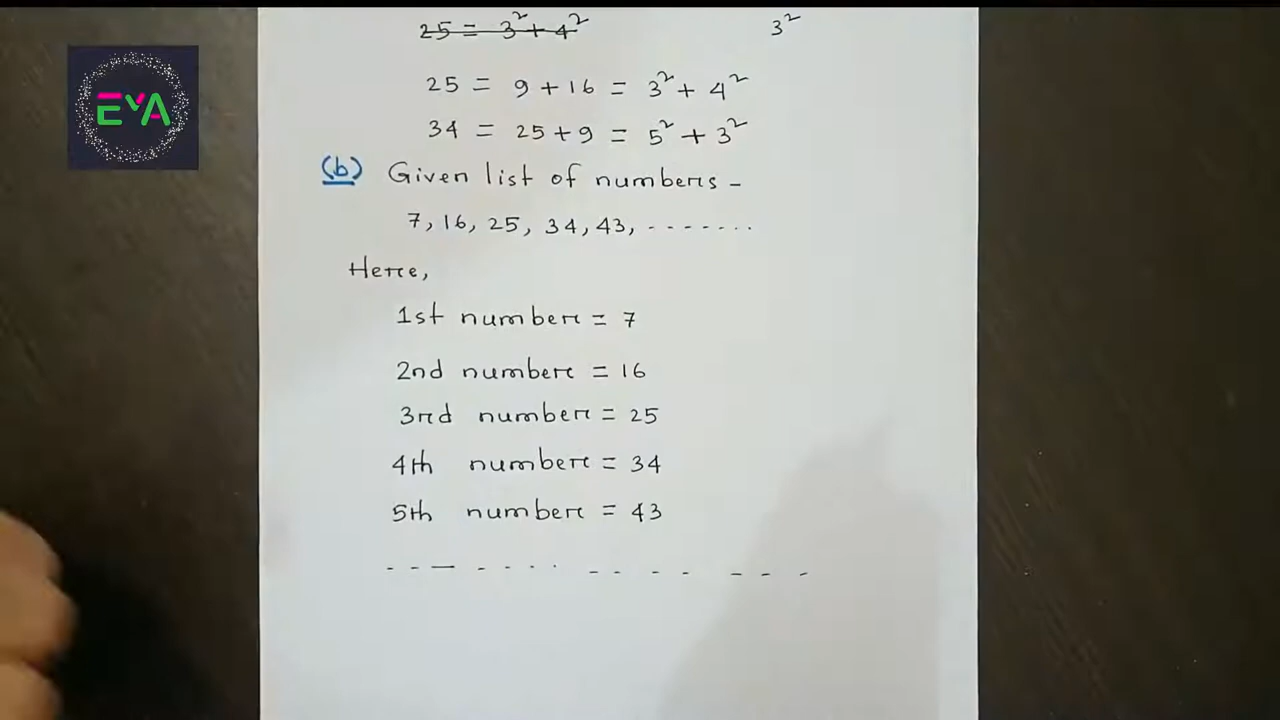 25 = 3² + 4²
3²
EYA
25 = 9 + 16 = 3² + 4²
34 = 25 + 9 = 5² + 3²
(b) Given list of numbers -
7, 16, 25, 34, 43, - - - - - - -
Here,
1st number = 7
2nd number = 16
3rd number = 25
4th number = 34
5th number = 43
- - — - - - - - - - - - - -